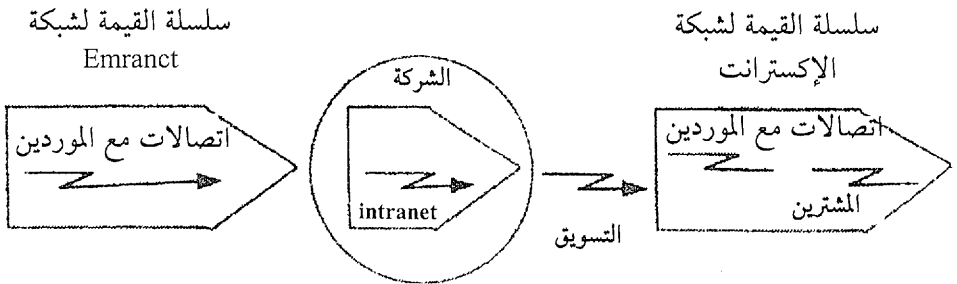 سلسلة القيمة لشبكة
الإكسترانت
اتصالات مع الموردين
المشترين
التسويق
الشركة
intranet
سلسلة القيمة لشبكة
Emranct
اتصالات مع الموردين